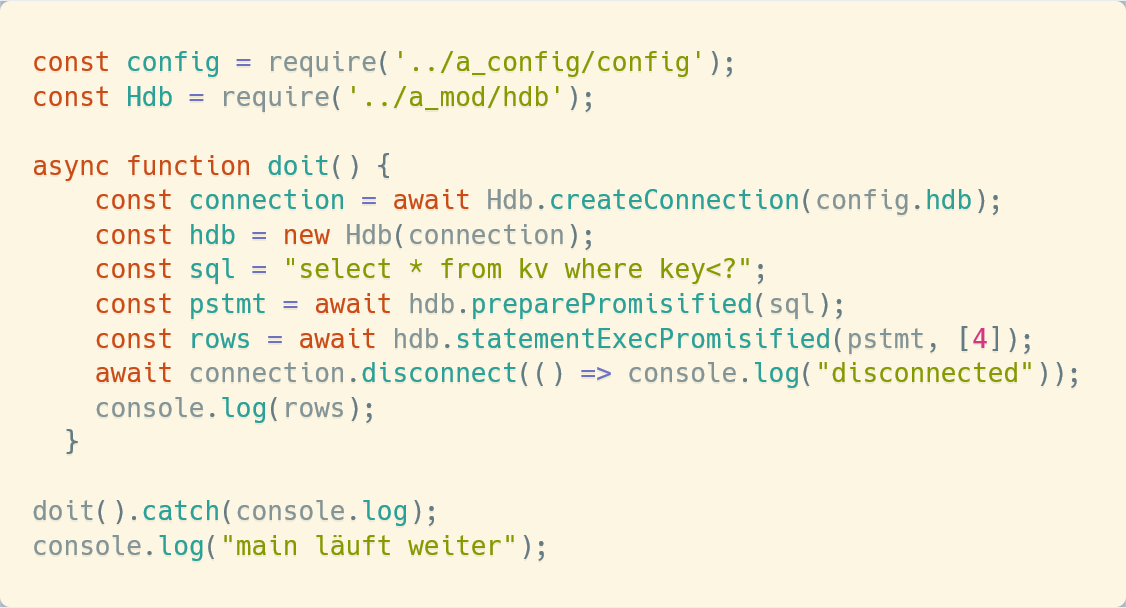 const config = require('../a_config/config');
const Hdb = require('../a_mod/hdb');

async function doit() {
    const connection = await Hdb.createConnection(config.hdb);
    const hdb = new Hdb(connection);
    const sql = "select * from kv where key<?";
    const pstmt = await hdb.preparePromisified(sql);
    const rows = await hdb.statementExecPromisified(pstmt, [4]);
    await connection.disconnect(() => console.log("disconnected"));
    console.log(rows);
  }

doit().catch(console.log);
console.log("main läuft weiter");